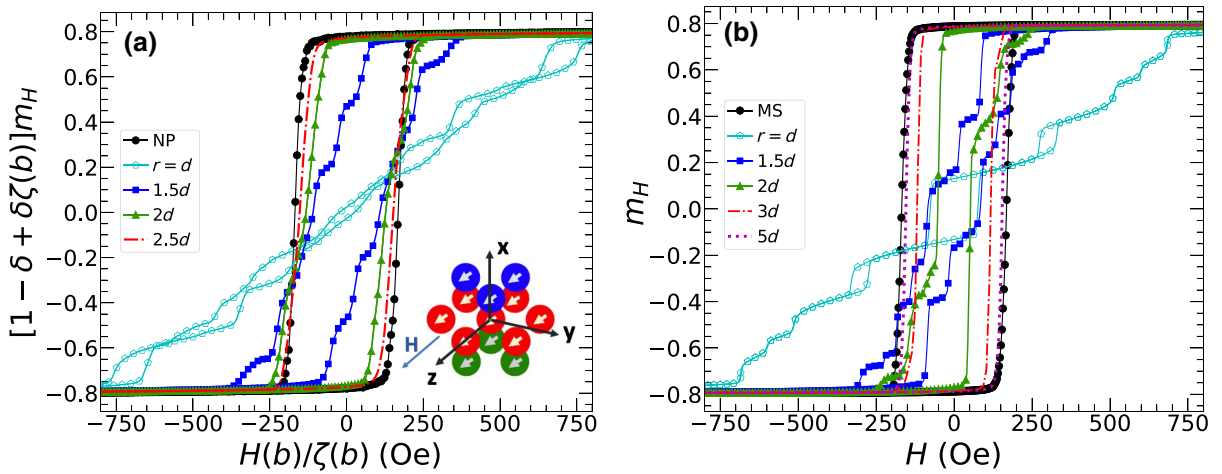 (a)
[1 − δ + δζ(b)]m_H
0.8
0.6
0.4
0.2
0.0
−0.2
−0.4
−0.6
−0.8
NP
r = d
1.5d
2d
2.5d
x
y
z
H
−750 −500 −250 0 250 500 750
H(b)/ζ(b) (Oe)
(b)
m_H
0.8
0.6
0.4
0.2
0.0
−0.2
−0.4
−0.6
−0.8
MS
r = d
1.5d
2d
3d
5d
−750 −500 −250 0 250 500 750
H (Oe)